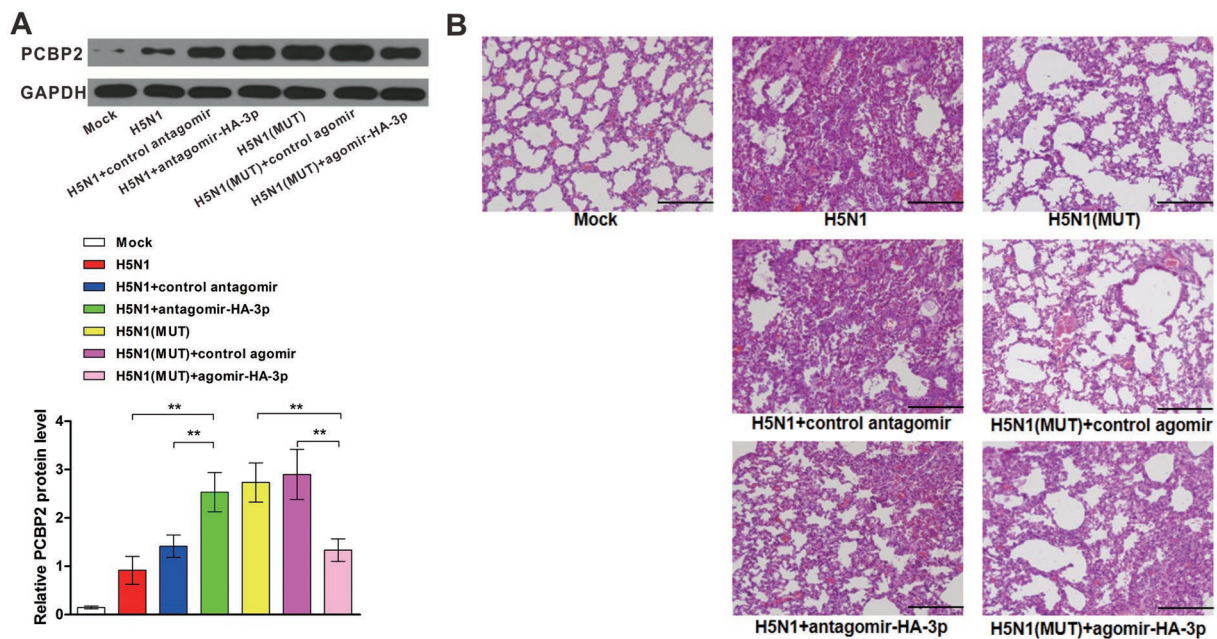 A
PCBP2
GAPDH
Mock
H5N1
H5N1+control antagomir
H5N1+antagomir-HA-3p
H5N1(MUT)
H5N1(MUT)+control agomir
H5N1(MUT)+agomir-HA-3p
Mock
H5N1
H5N1+control antagomir
H5N1+antagomir-HA-3p
H5N1(MUT)
H5N1(MUT)+control agomir
H5N1(MUT)+agomir-HA-3p
Relative PCBP2 protein level
4
3
2
1
0
**
**
**
**
B
Mock
H5N1
H5N1(MUT)
H5N1+control antagomir
H5N1(MUT)+control agomir
H5N1+antagomir-HA-3p
H5N1(MUT)+agomir-HA-3p